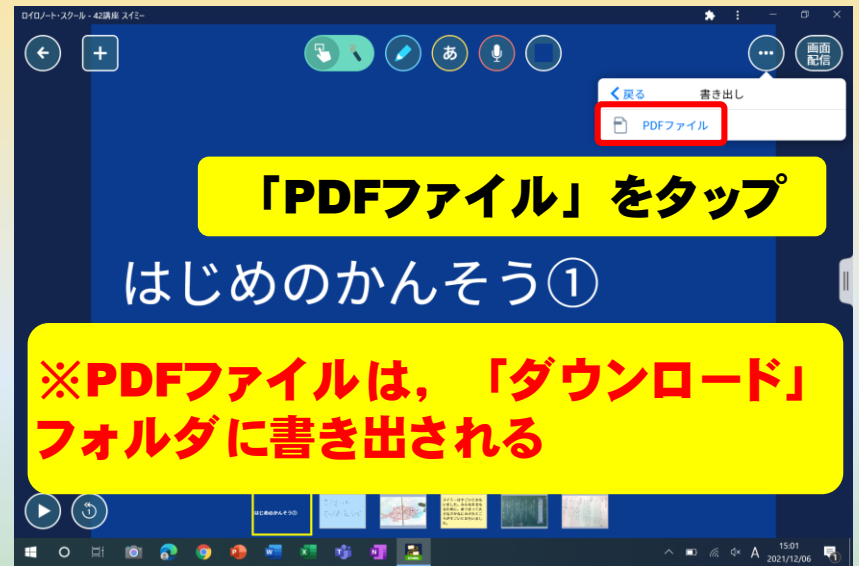 ロイロノート・スクール - 42講座 スイミー
あ
画面
配信
戻る
書き出し
PDFファイル
「PDFファイル」をタップ
はじめのかんそう①
※PDFファイルは，「ダウンロード」
フォルダに書き出される
1
はじめのかんそう①
A
15:01
2021/12/06
1